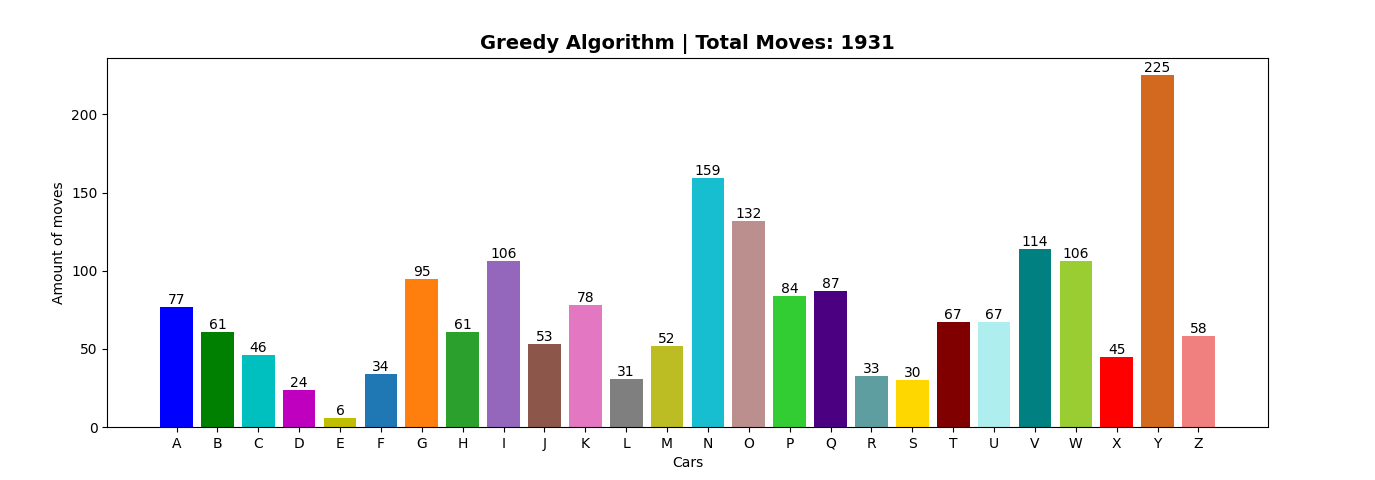 Greedy Algorithm | Total Moves: 1931
Amount of moves
200
150
100
50
0
77 61 46 24 6 34 95 61 106 53 78 31 52 159 132 84 87 33 30 67 67 114 106 45 225 58
A B C D E F G H I J K L M N O P Q R S T U V W X Y Z
Cars